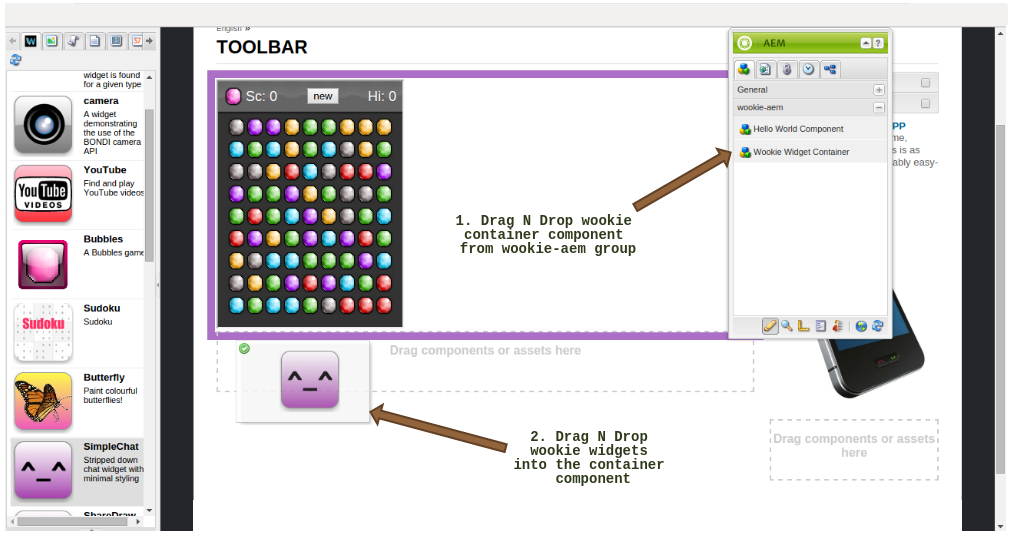 English »
TOOLBAR
widget is found
for a given type
camera
A widget
demonstrating
the use of the
BONDI camera
API
YouTube
Find and play
YouTube videos
You Tube
VIDEOS
Bubbles
A Bubbles game
Sudoku
Sudoku
Sudoku
Butterfly
Paint colourful
butterflies!
SimpleChat
Stripped down
chat widget with
minimal styling
ShareDraw
Sc: 0
new
Hi: 0
1. Drag N Drop wookie
container component
from wookie-aem group
Drag components or assets here
2. Drag N Drop
wookie widgets
into the container
component
AEM
?
General
wookie-aem
Hello World Component
Wookie Widget Container
PP
me,
s is as
ably easy-
Drag components or assets
here